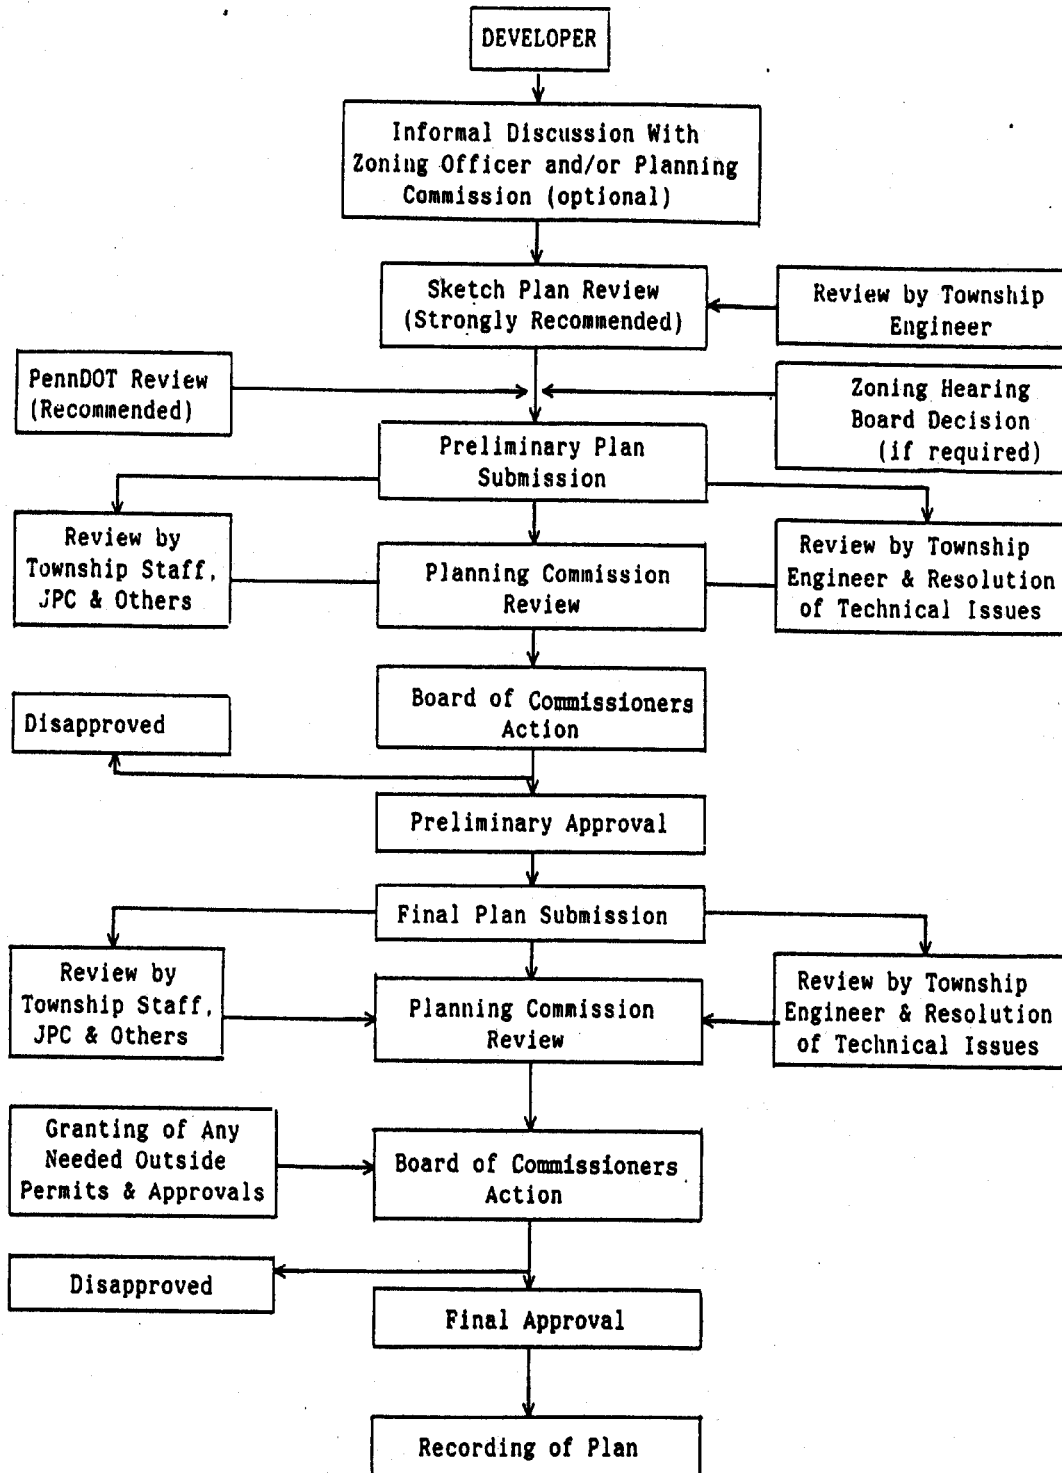 DEVELOPER
Informal Discussion With
Zoning Officer and/or Planning
Commission (optional)
Sketch Plan Review
(Strongly Recommended)
Review by Township
Engineer
PennDOT Review
(Recommended)
Zoning Hearing
Board Decision
(if required)
Preliminary Plan
Submission
Review by
Township Staff,
JPC & Others
Planning Commission
Review
Review by Township
Engineer & Resolution
of Technical Issues
Board of Commissioners
Action
Disapproved
Preliminary Approval
Final Plan Submission
Review by
Township Staff,
JPC & Others
Planning Commission
Review
Review by Township
Engineer & Resolution
of Technical Issues
Granting of Any
Needed Outside
Permits & Approvals
Board of Commissioners
Action
Disapproved
Final Approval
Recording of Plan